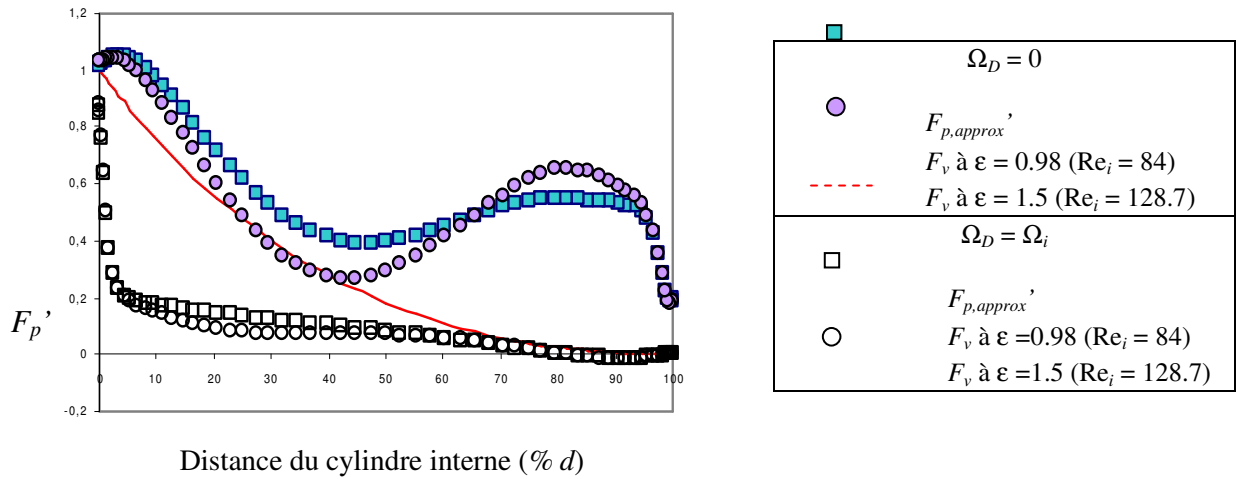 1,2
1
0,8
0,6
0,4
0,2
0
-0,2
F_p’
0 10 20 30 40 50 60 70 80 90 100
Distance du cylindre interne (% d)
Ω_D = 0
F_{p,approx}’
F_v à ε = 0.98 (Re_i = 84)
F_v à ε = 1.5 (Re_i = 128.7)
Ω_D = Ω_i
F_{p,approx}’
F_v à ε =0.98 (Re_i = 84)
F_v à ε =1.5 (Re_i = 128.7)